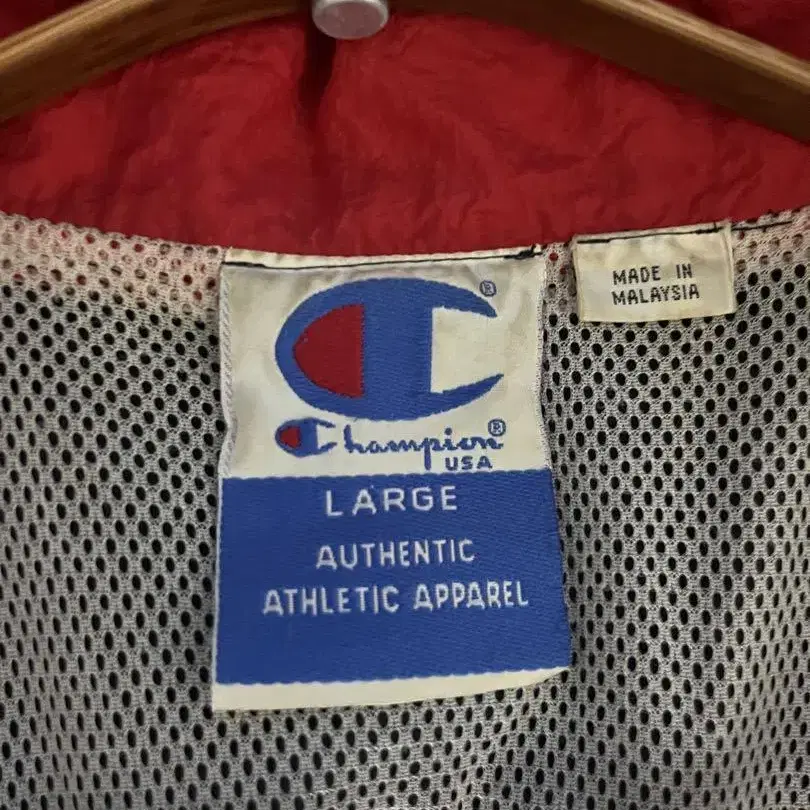 ®
Champion®
USA
LARGE
AUTHENTIC
ATHLETIC APPAREL
MADE IN
MALAYSIA